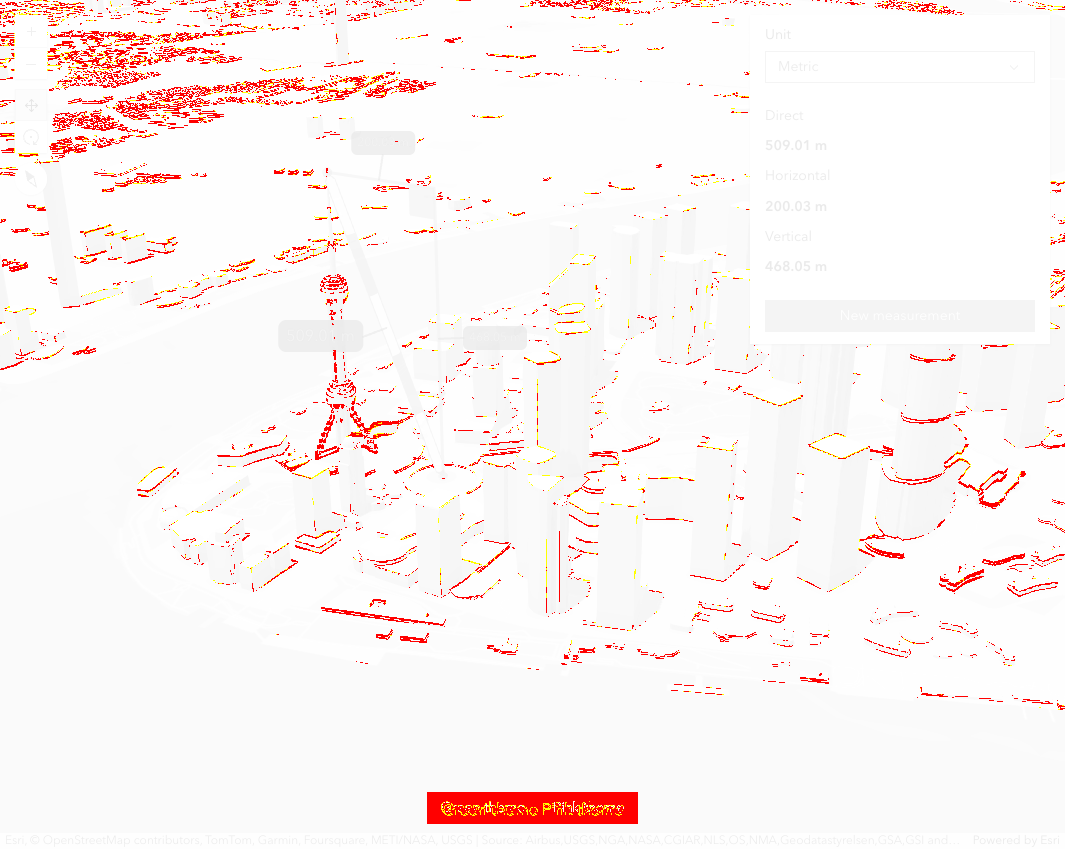 Unit
Metric
Direct
509.01 m
Horizontal
200.03 m
Vertical
468.05 m
New measurement
Esri, © OpenStreetMap contributors, TomTom, Garmin, Foursquare, METI/NASA, USGS | Source: Airbus,USGS,NGA,NASA,CGIAR,NLS,OS,NMA,Geodatastyrelsen,GSA,GSI and...
Powered by Esri